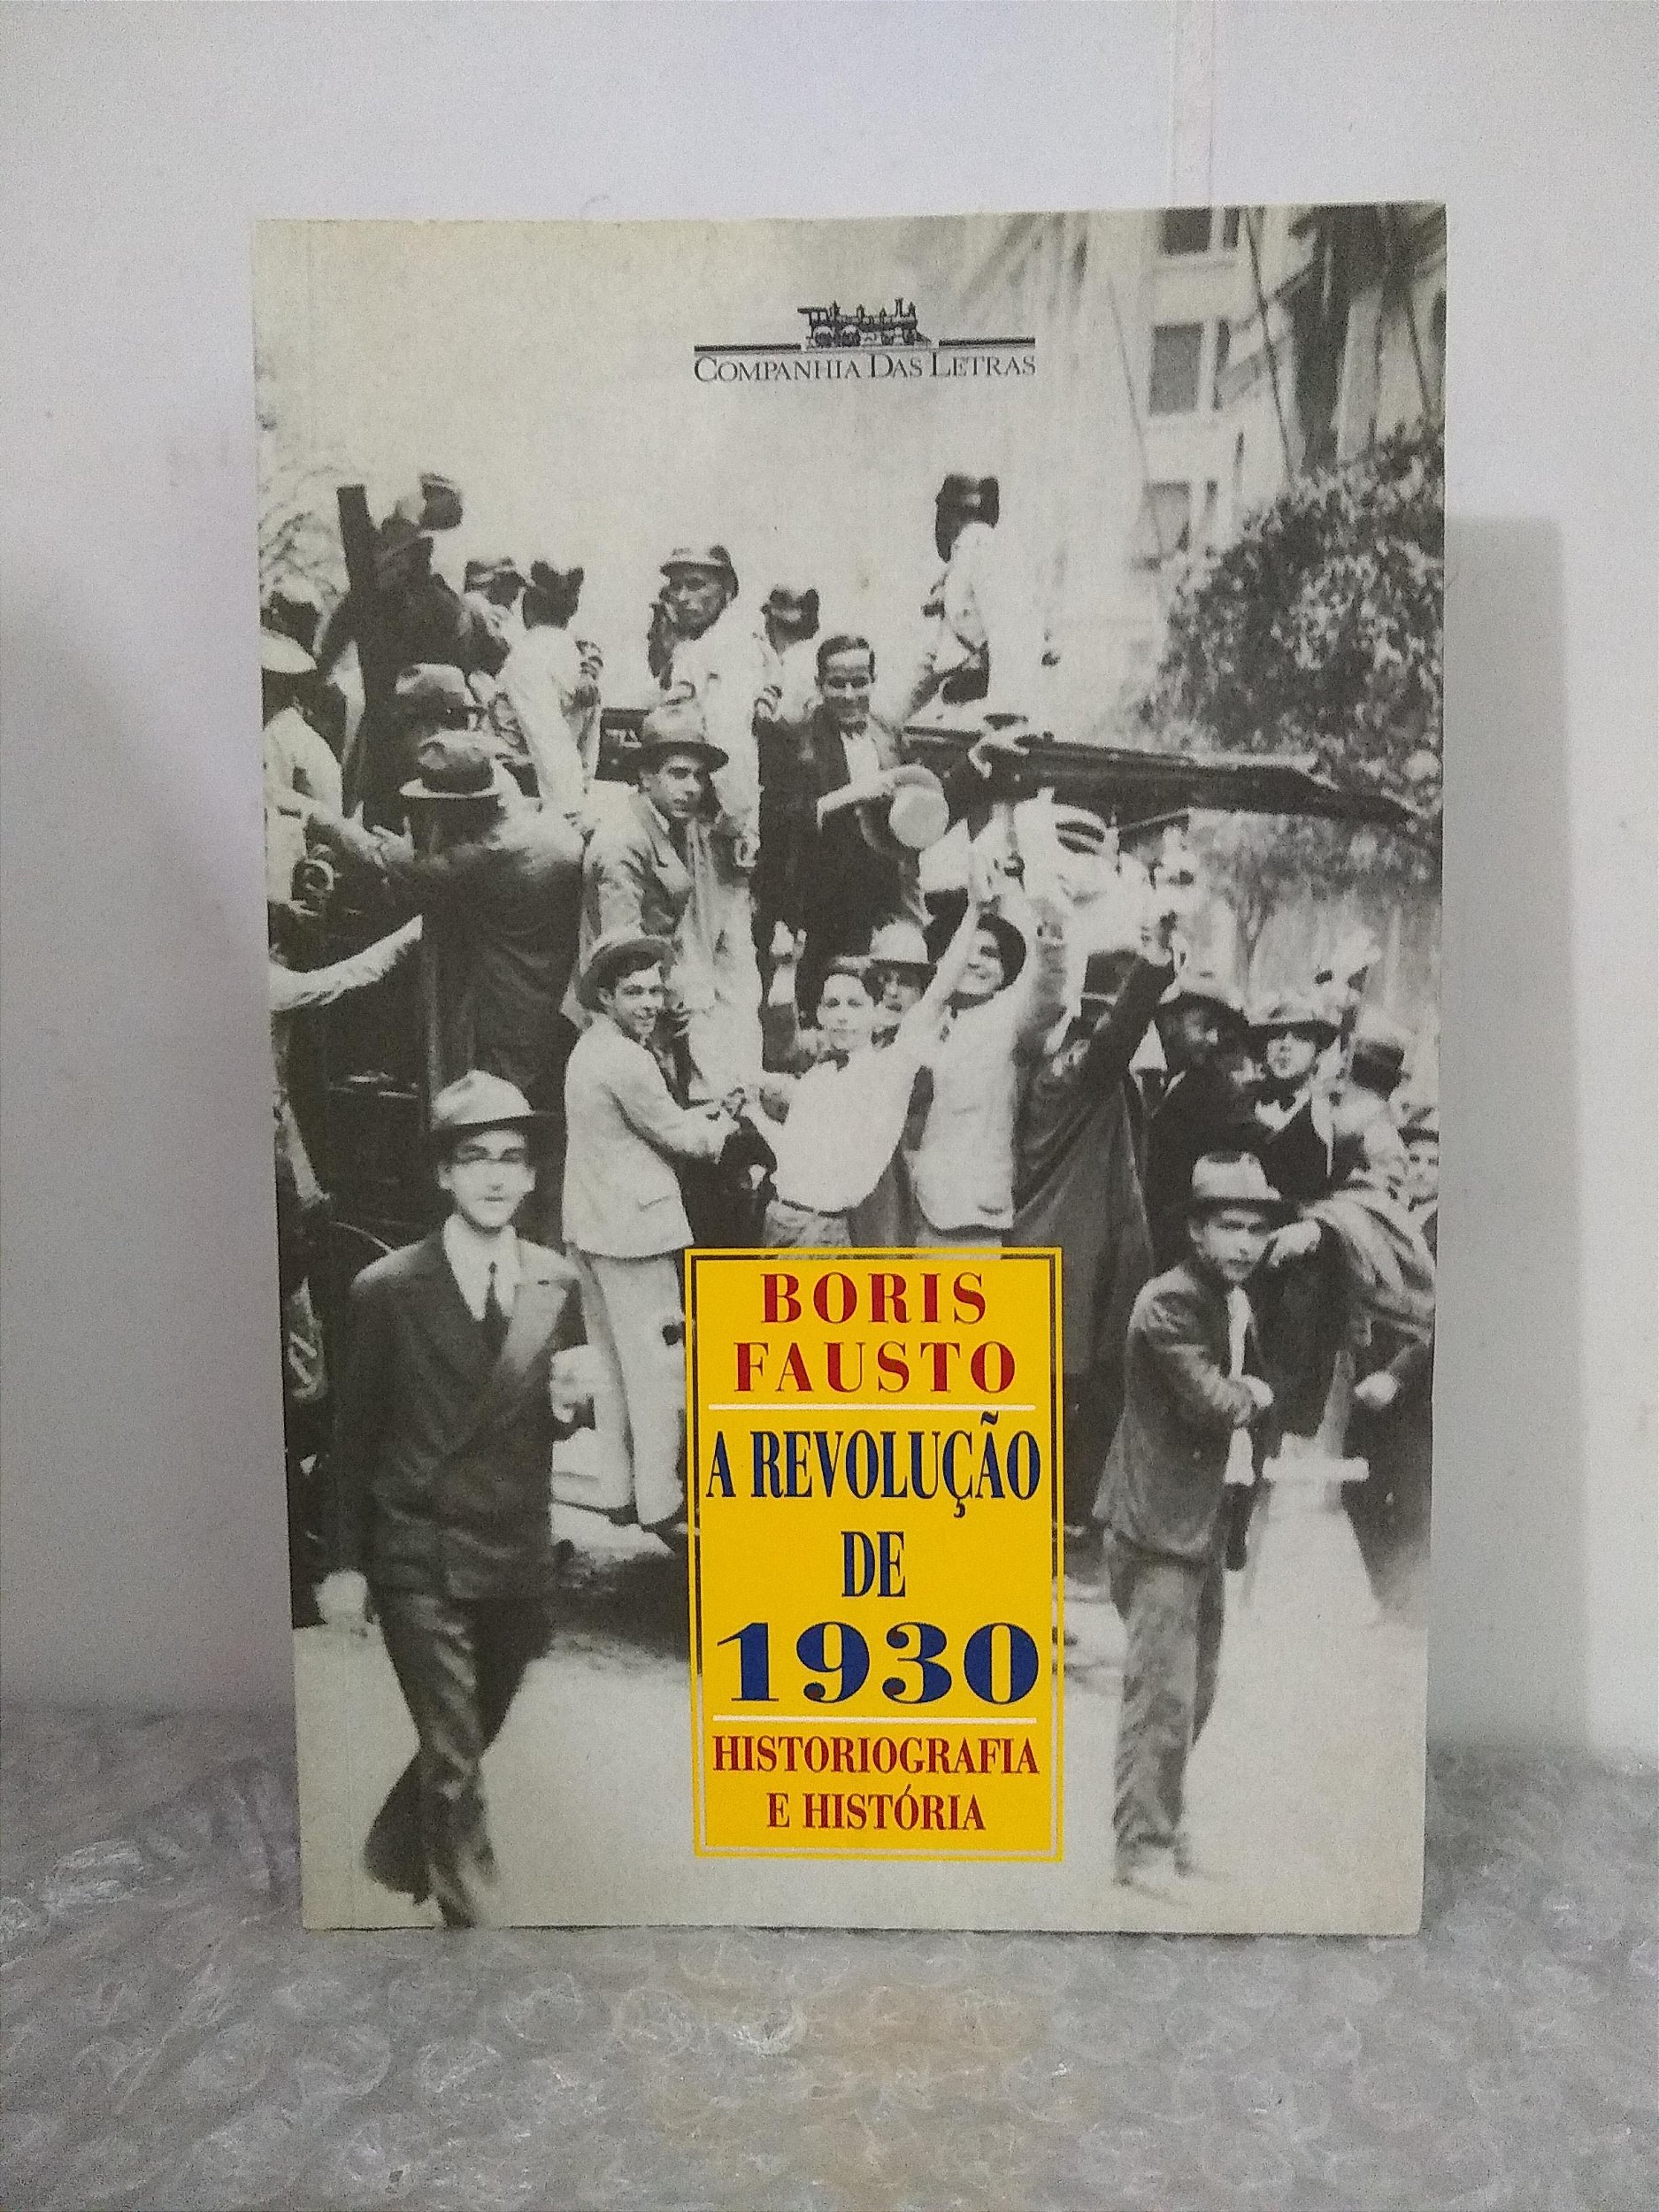 COMPANHIA DAS LETRAS
BORIS
FAUSTO
A REVOLUÇÃO
DE
1930
HISTORIOGRAFIA
E HISTÓRIA